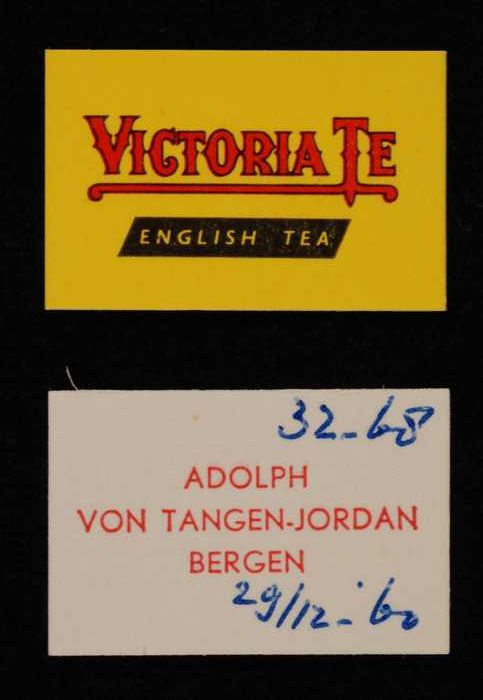 VICTORIA TE
ENGLISH TEA
32-68
ADOLPH
VON TANGEN-JORDAN
BERGEN
29/12-60